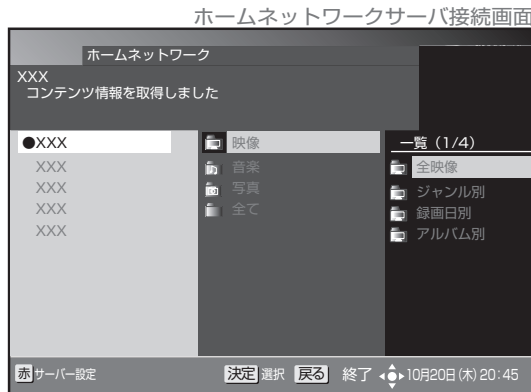 ホームネットワークサーバ接続画面
ホームネットワーク
XXX
コンテンツ情報を取得しました
●XXX
XXX
XXX
XXX
XXX
映像
音楽
写真
全て
一覧（1/4）
全映像
ジャンル別
録画日別
アルバム別
赤 サーバー設定
決定 選択 戻る 終了 10月20日(木) 20:45